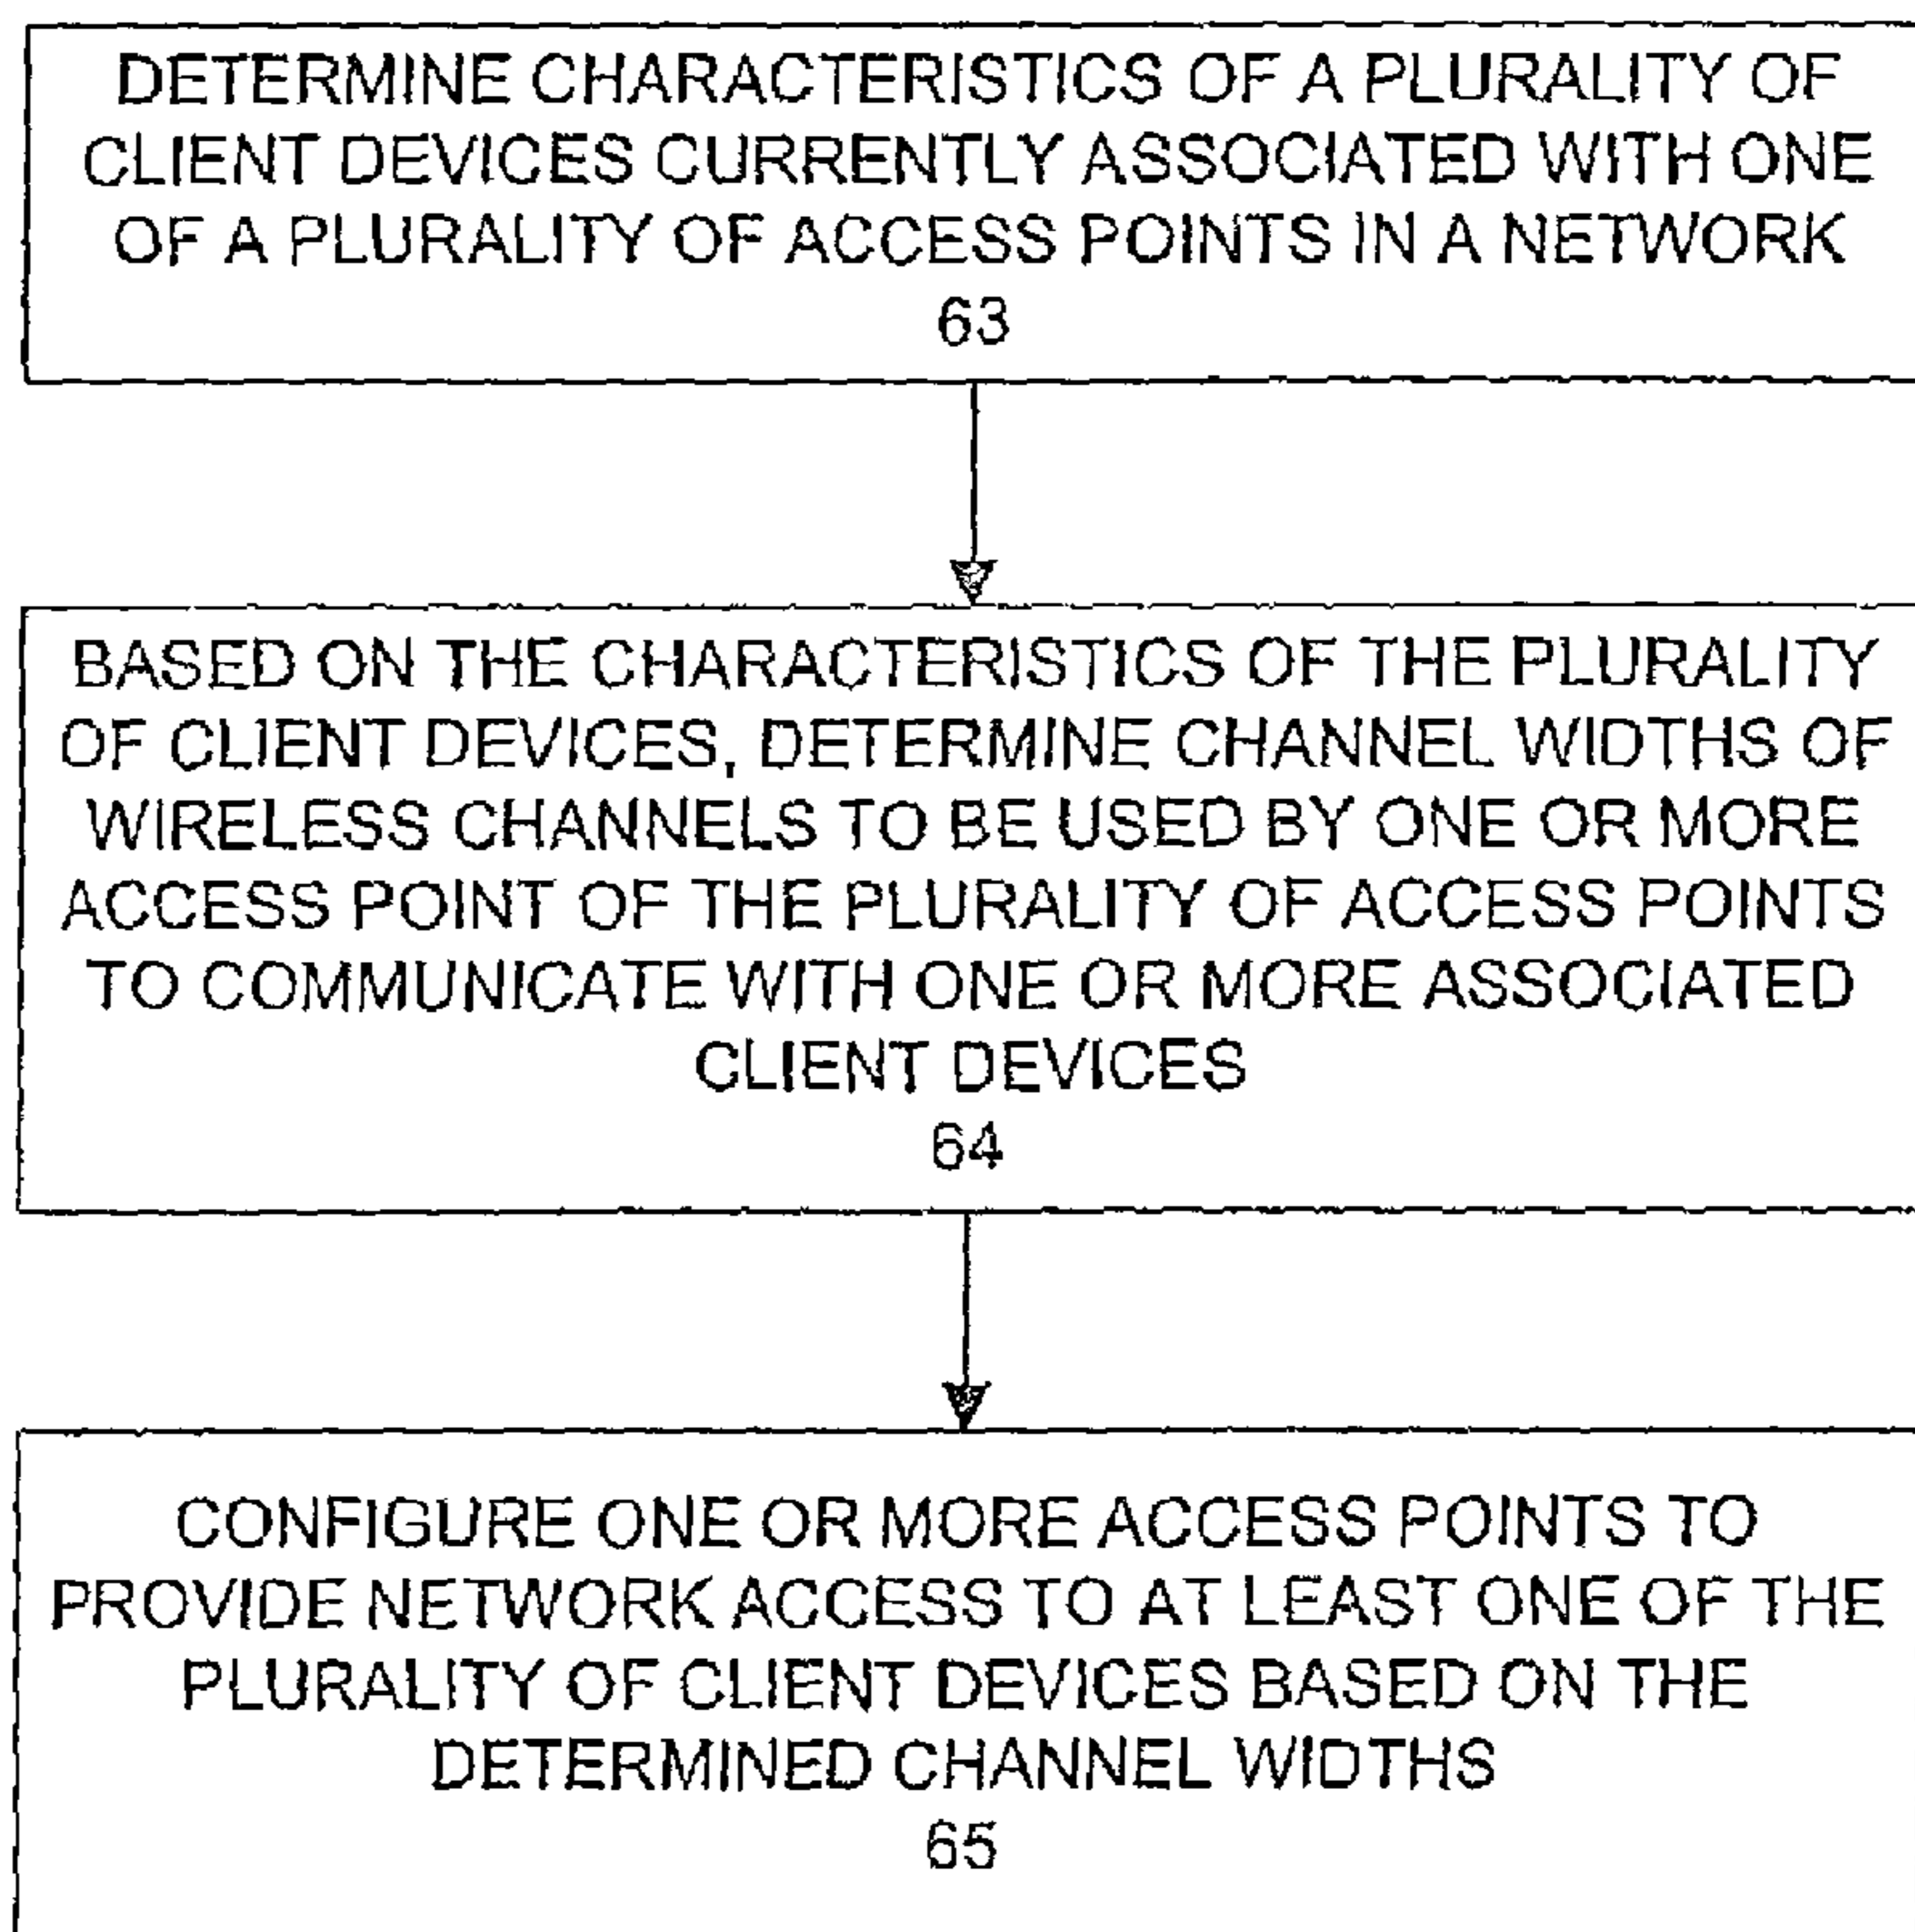 DETERMINE CHARACTERISTICS OF A PLURALITY OF
CLIENT DEVICES CURRENTLY ASSOCIATED WITH ONE
OF A PLURALITY OF ACCESS POINTS IN A NETWORK
63
BASED ON THE CHARACTERISTICS OF THE PLURALITY
OF CLIENT DEVICES, DETERMINE CHANNEL WIDTHS OF
WIRELESS CHANNELS TO BE USED BY ONE OR MORE
ACCESS POINT OF THE PLURALITY OF ACCESS POINTS
TO COMMUNICATE WITH ONE OR MORE ASSOCIATED
CLIENT DEVICES
64
CONFIGURE ONE OR MORE ACCESS POINTS TO
PROVIDE NETWORK ACCESS TO AT LEAST ONE OF THE
PLURALITY OF CLIENT DEVICES BASED ON THE
DETERMINED CHANNEL WIDTHS
65